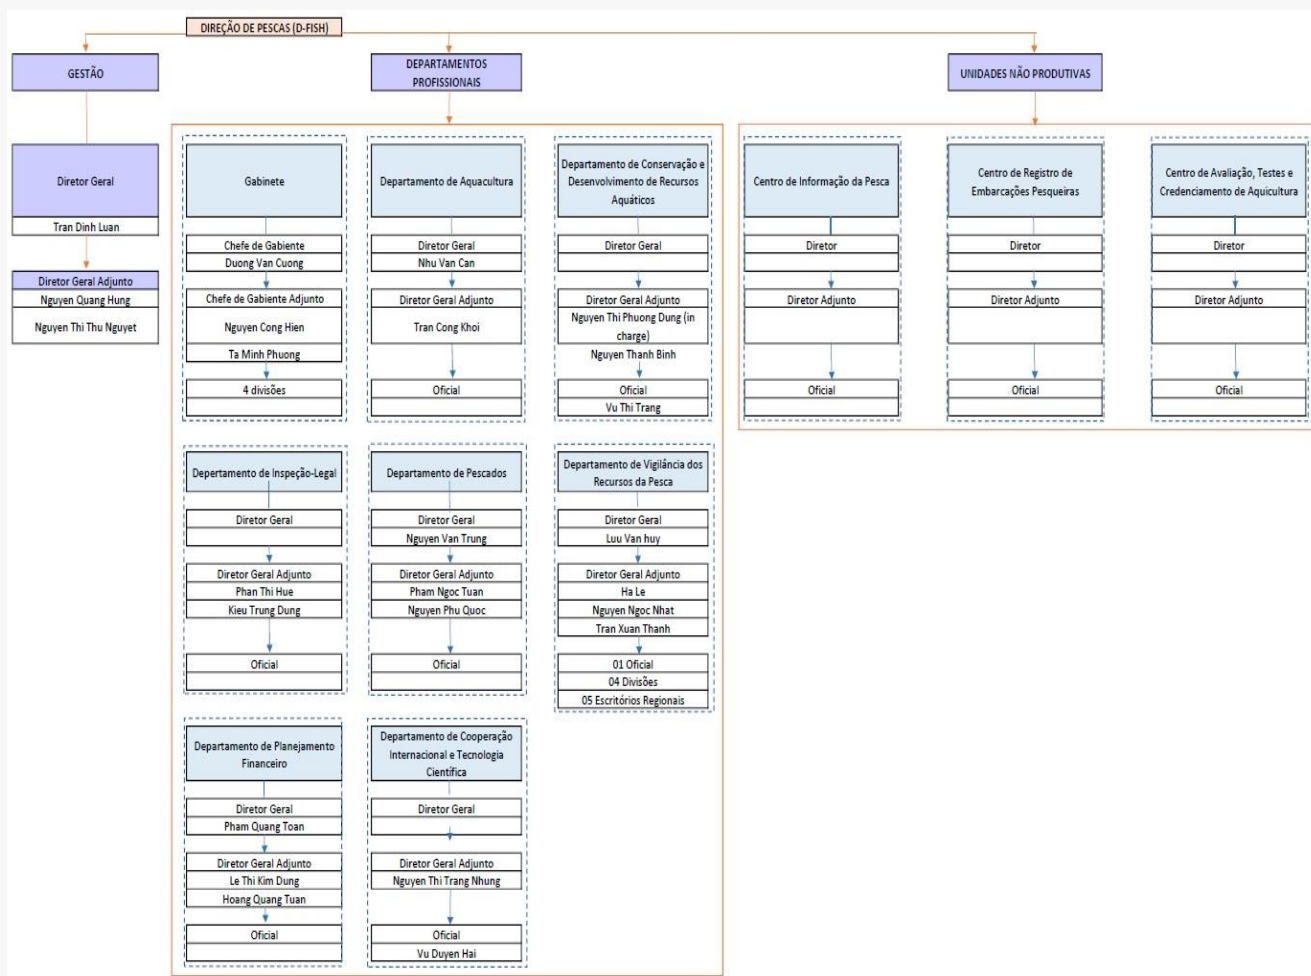 DIREÇÃO DE PESCAS (D-FISH)
GESTÃO
DEPARTAMENTOS
PROFISSIONAIS
UNIDADES NÃO PRODUTIVAS
Diretor Geral
Tran Dinh Luan
Diretor Geral Adjunto
Nguyen Quang Hung
Nguyen Thi Thu Nguyet
Gabinete
Chefe de Gabiente
Duong Van Cuong
Chefe de Gabiente Adjunto
Nguyen Cong Hien
Ta Minh Phuong
4 divisões
Departamento de Aquacultura
Diretor Geral
Nhu Van Can
Diretor Geral Adjunto
Tran Cong Khoi
Oficial
Departamento de Conservação e
Desenvolvimento de Recursos
Aquáticos
Diretor Geral
Diretor Geral Adjunto
Nguyen Thi Phuong Dung (in
charge)
Nguyen Thanh Binh
Oficial
Vu Thi Trang
Centro de Informação da Pesca
Diretor
Diretor Adjunto
Oficial
Centro de Registro de
Embarcações Pesqueiras
Diretor
Diretor Adjunto
Oficial
Centro de Avaliação, Testes e
Credenciamento de Aquicultura
Diretor
Diretor Adjunto
Oficial
Depertamento de Inspeção-Legal
Diretor Geral
Diretor Geral Adjunto
Phan Thi Hue
Kieu Trung Dung
Oficial
Departamento de Pescados
Diretor Geral
Nguyen Van Trung
Diretor Geral Adjunto
Pham Ngoc Tuan
Nguyen Phu Quoc
Oficial
Departamento de Vigilância dos
Recursos da Pesca
Diretor Geral
Luu Van huy
Diretor Geral Adjunto
Ha Le
Nguyen Ngoc Nhat
Tran Xuan Thanh
01 Oficial
04 Divisões
05 Escritórios Regionais
Departamento de Planejamento
Financeiro
Diretor Geral
Pham Quang Toan
Diretor Geral Adjunto
Le Thi Kim Dung
Hoang Quang Tuan
Oficial
Departamento de Cooperação
Internacional e Tecnologia
Científica
Diretor Geral
Diretor Geral Adjunto
Nguyen Thi Trang Nhung
Oficial
Vu Duyen Hai